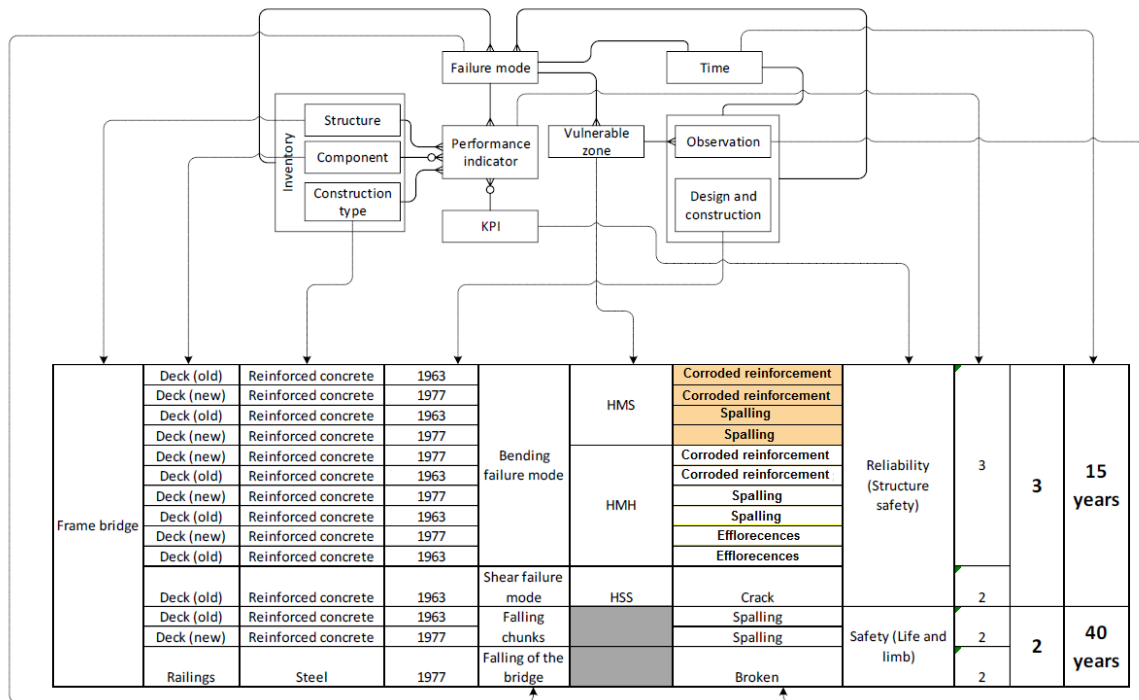 Failure mode
Time
Inventory
Structure
Component
Construction
type
Performance
indicator
Vulnerable
zone
Observation
Design and
construction
KPI
Frame bridge
Deck (old) Reinforced concrete 1963 Corroded reinforcement
Deck (new) Reinforced concrete 1977 Corroded reinforcement
Deck (old) Reinforced concrete 1963 Spalling
Deck (new) Reinforced concrete 1977 Spalling
Deck (new) Reinforced concrete 1977 Corroded reinforcement
Deck (old) Reinforced concrete 1963 Corroded reinforcement
Deck (new) Reinforced concrete 1977 Spalling
Deck (old) Reinforced concrete 1963 Spalling
Deck (new) Reinforced concrete 1977 Efflorecences
Deck (old) Reinforced concrete 1963 Efflorecences
Bending
failure mode
HMS
HMH
Reliability
(Structure
safety)
3
3
15
years
Shear failure
mode
Deck (old) Reinforced concrete 1963 HSS Crack 2
Deck (old) Reinforced concrete 1963 Spalling
Deck (new) Reinforced concrete 1977 Spalling
Falling
chunks
Safety (Life and
limb)
2
2
40
years
Falling of the
bridge
Railings Steel 1977 Broken 2